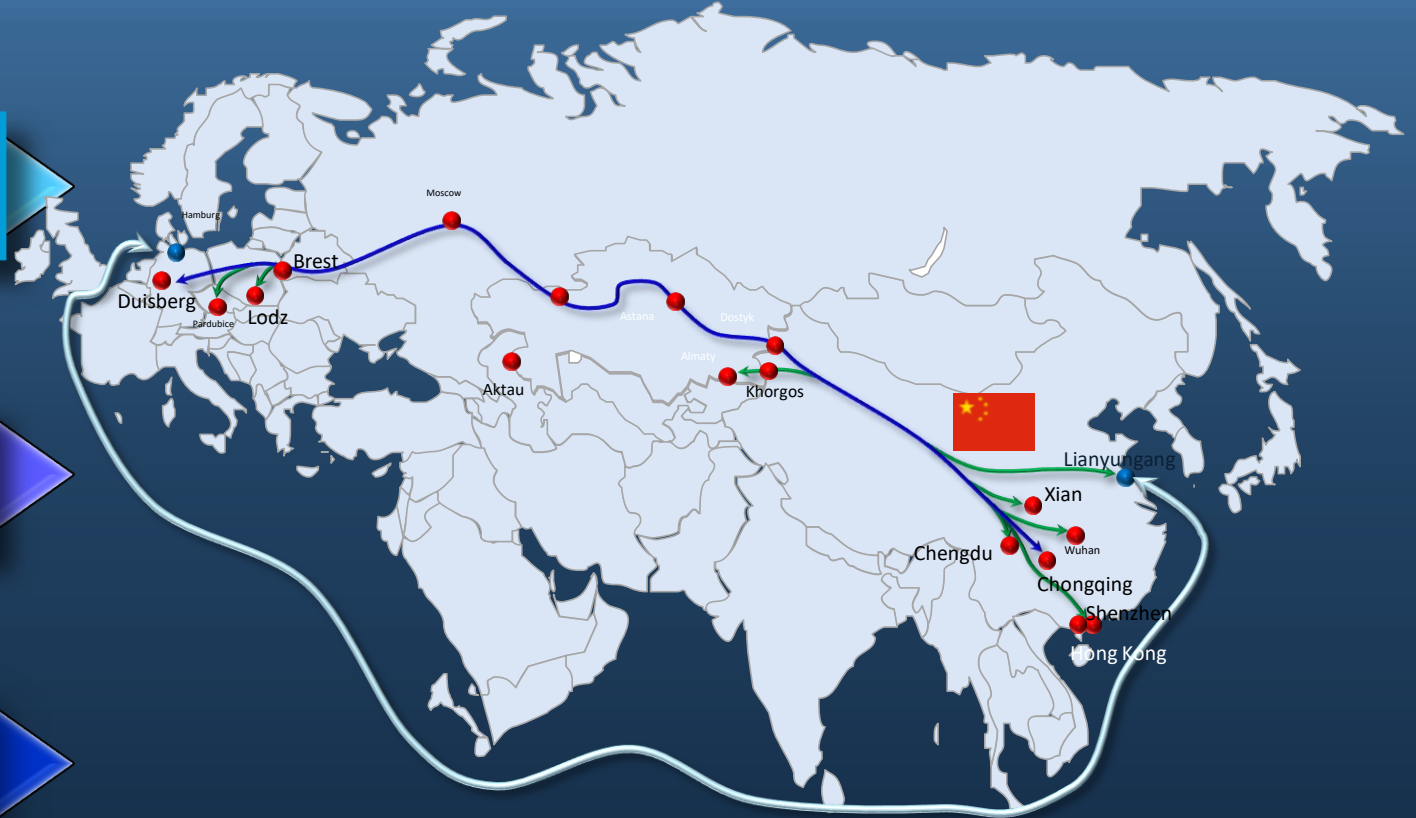 Moscow
Hamburg
Brest
Duisberg
Lodz
Pardubice
Astana
Dostyk
Almaty
Aktau
Khorgos
Lianyungang
Xian
Wuhan
Chengdu
Chongqing
Shenzhen
Hong Kong